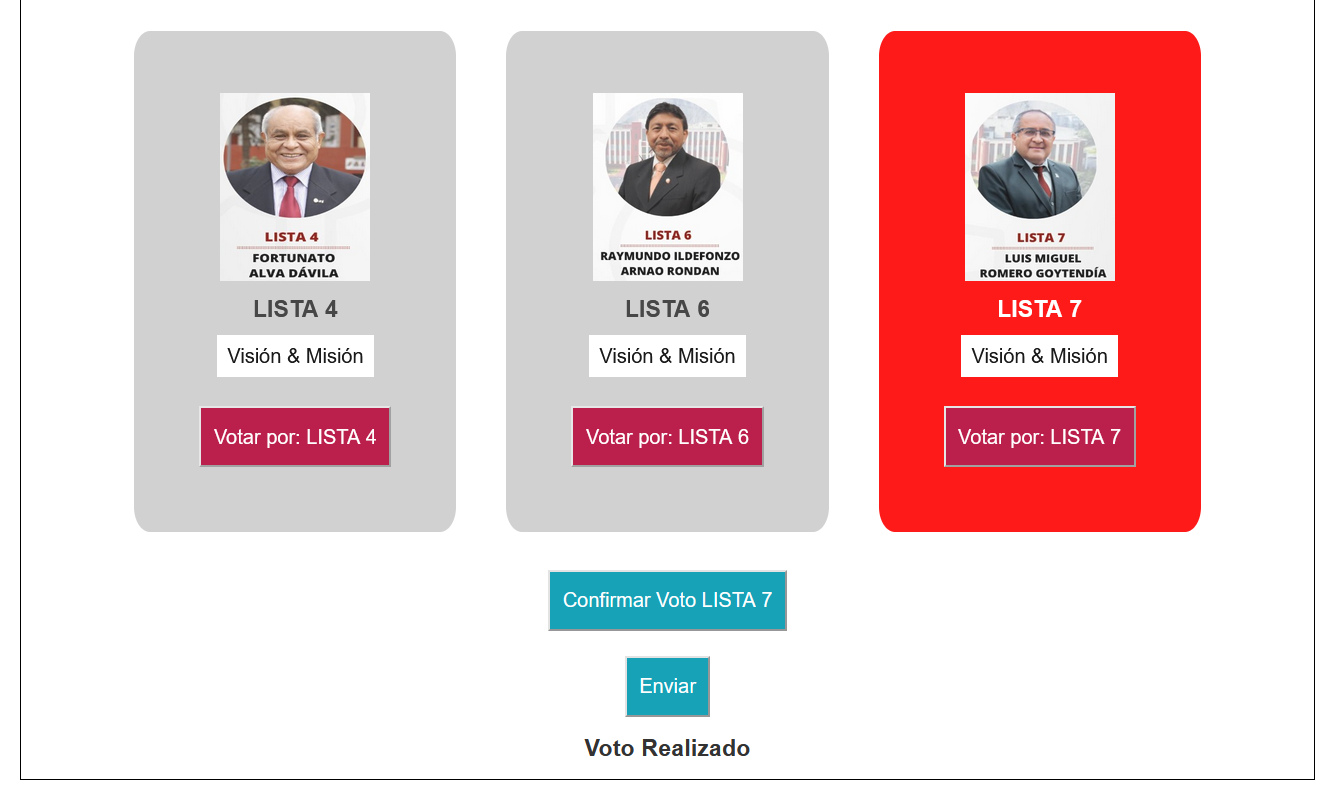 LISTA 4
FORTUNATO
ALVA DÁVILA
LISTA 4
Visión & Misión
Votar por: LISTA 4
LISTA 6
RAYMUNDO ILDEFONZO
ARNAO RONDAN
LISTA 6
Visión & Misión
Votar por: LISTA 6
LISTA 7
LUIS MIGUEL
ROMERO GOYTENDÍA
LISTA 7
Visión & Misión
Votar por: LISTA 7
Confirmar Voto LISTA 7
Enviar
Voto Realizado